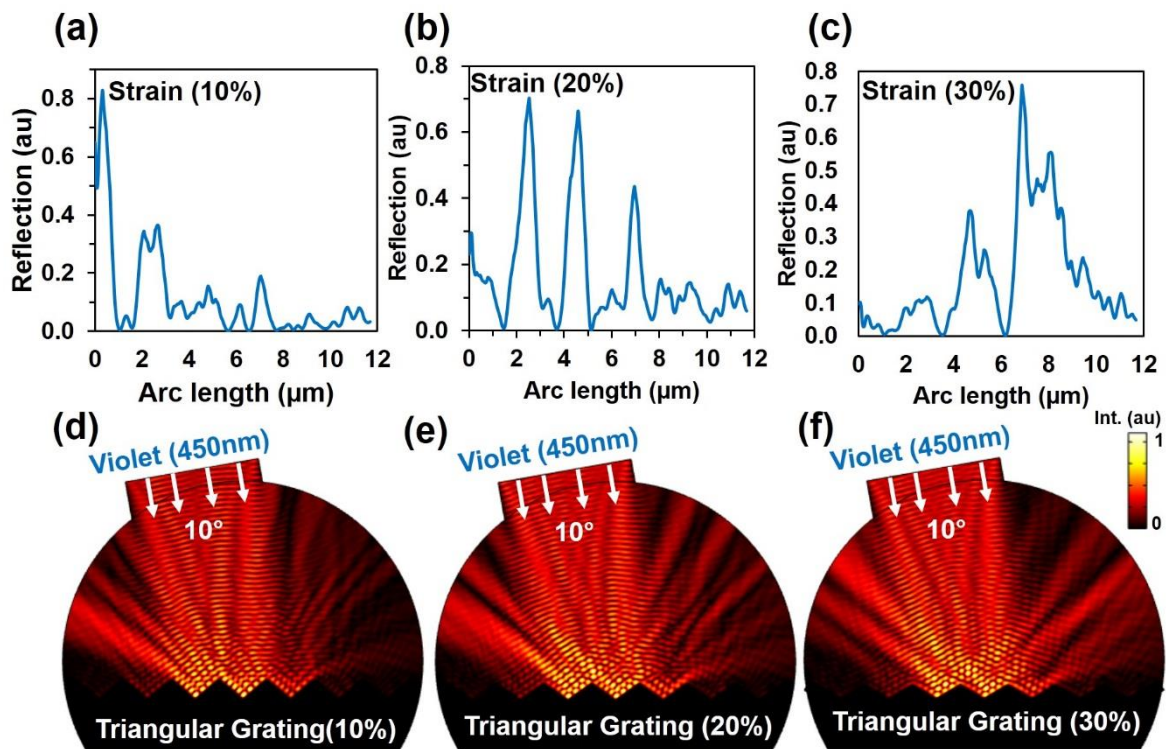 (a)
Strain (10%)
Reflection (au)
0.8
0.6
0.4
0.2
0.0
0 2 4 6 8 10 12
Arc length (µm)
(b)
Strain (20%)
Reflection (au)
0.8
0.6
0.4
0.2
0.0
0 2 4 6 8 10 12
Arc length (µm)
(c)
Strain (30%)
Reflection (au)
0.8
0.7
0.6
0.5
0.4
0.3
0.2
0.1
0.0
0 2 4 6 8 10 12
Arc length (µm)
(d)
Violet (450nm)
10°
Triangular Grating(10%)
(e)
Violet (450nm)
10°
Triangular Grating (20%)
(f)
Violet (450nm)
10°
Triangular Grating (30%)
Int. (au)
1
0